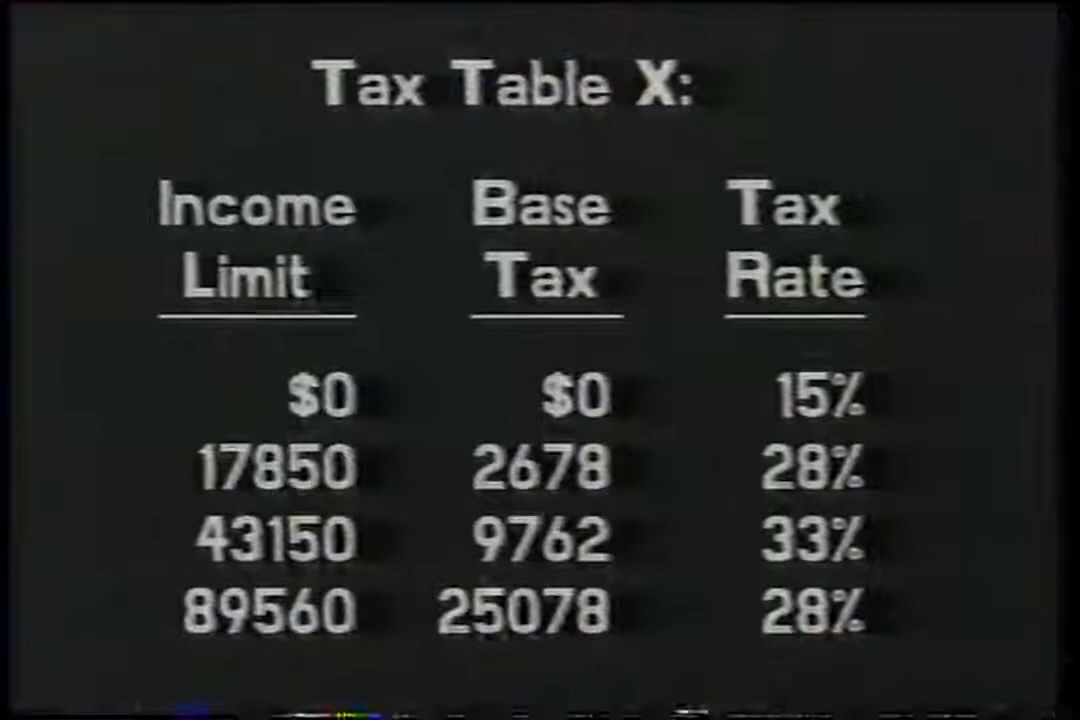 Tax Table X:
Income Base Tax
Limit Tax Rate
$0 $0 15%
17850 2678 28%
43150 9762 33%
89560 25078 28%